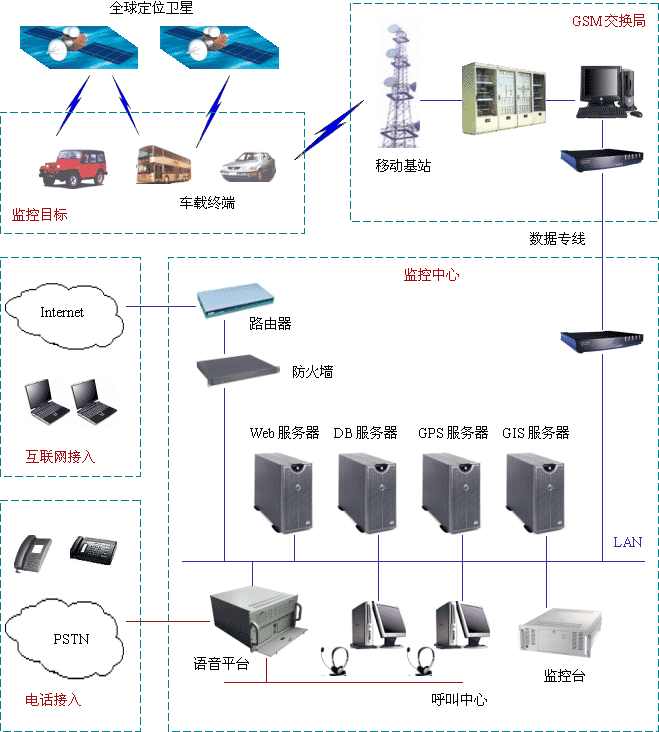 全球定位卫星
GSM 交换局
移动基站
车载终端
监控目标
数据专线
监控中心
Internet
路由器
防火墙
Web 服务器
DB 服务器
GPS 服务器
GIS 服务器
互联网接入
LAN
PSTN
语音平台
监控台
电话接入
呼叫中心